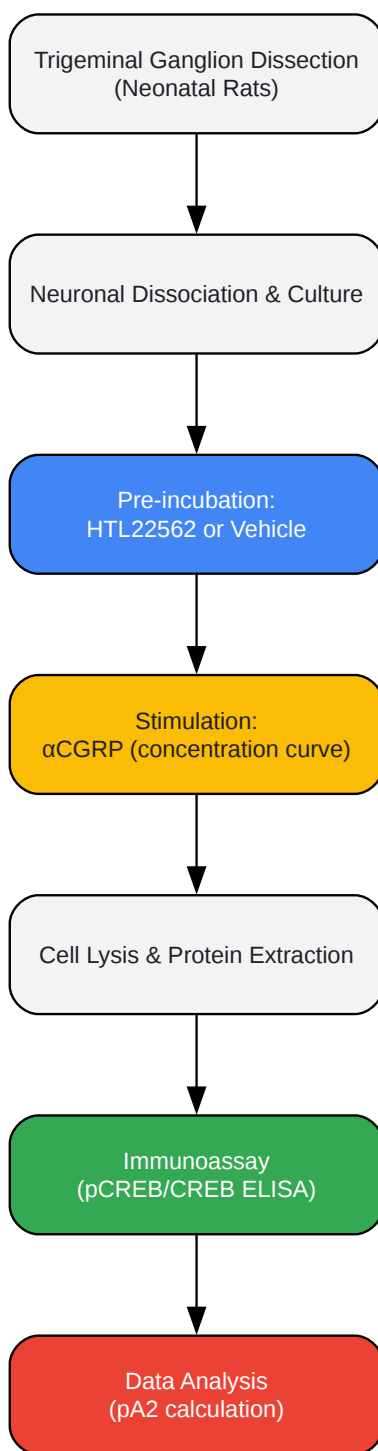 Trigeminal Ganglion Dissection
(Neonatal Rats)
Neuronal Dissociation & Culture
Pre-incubation:
HTL22562 or Vehicle
Stimulation:
αCGRP (concentration curve)
Cell Lysis & Protein Extraction
Immunoassay
(pCREB/CREB ELISA)
Data Analysis
(pA2 calculation)